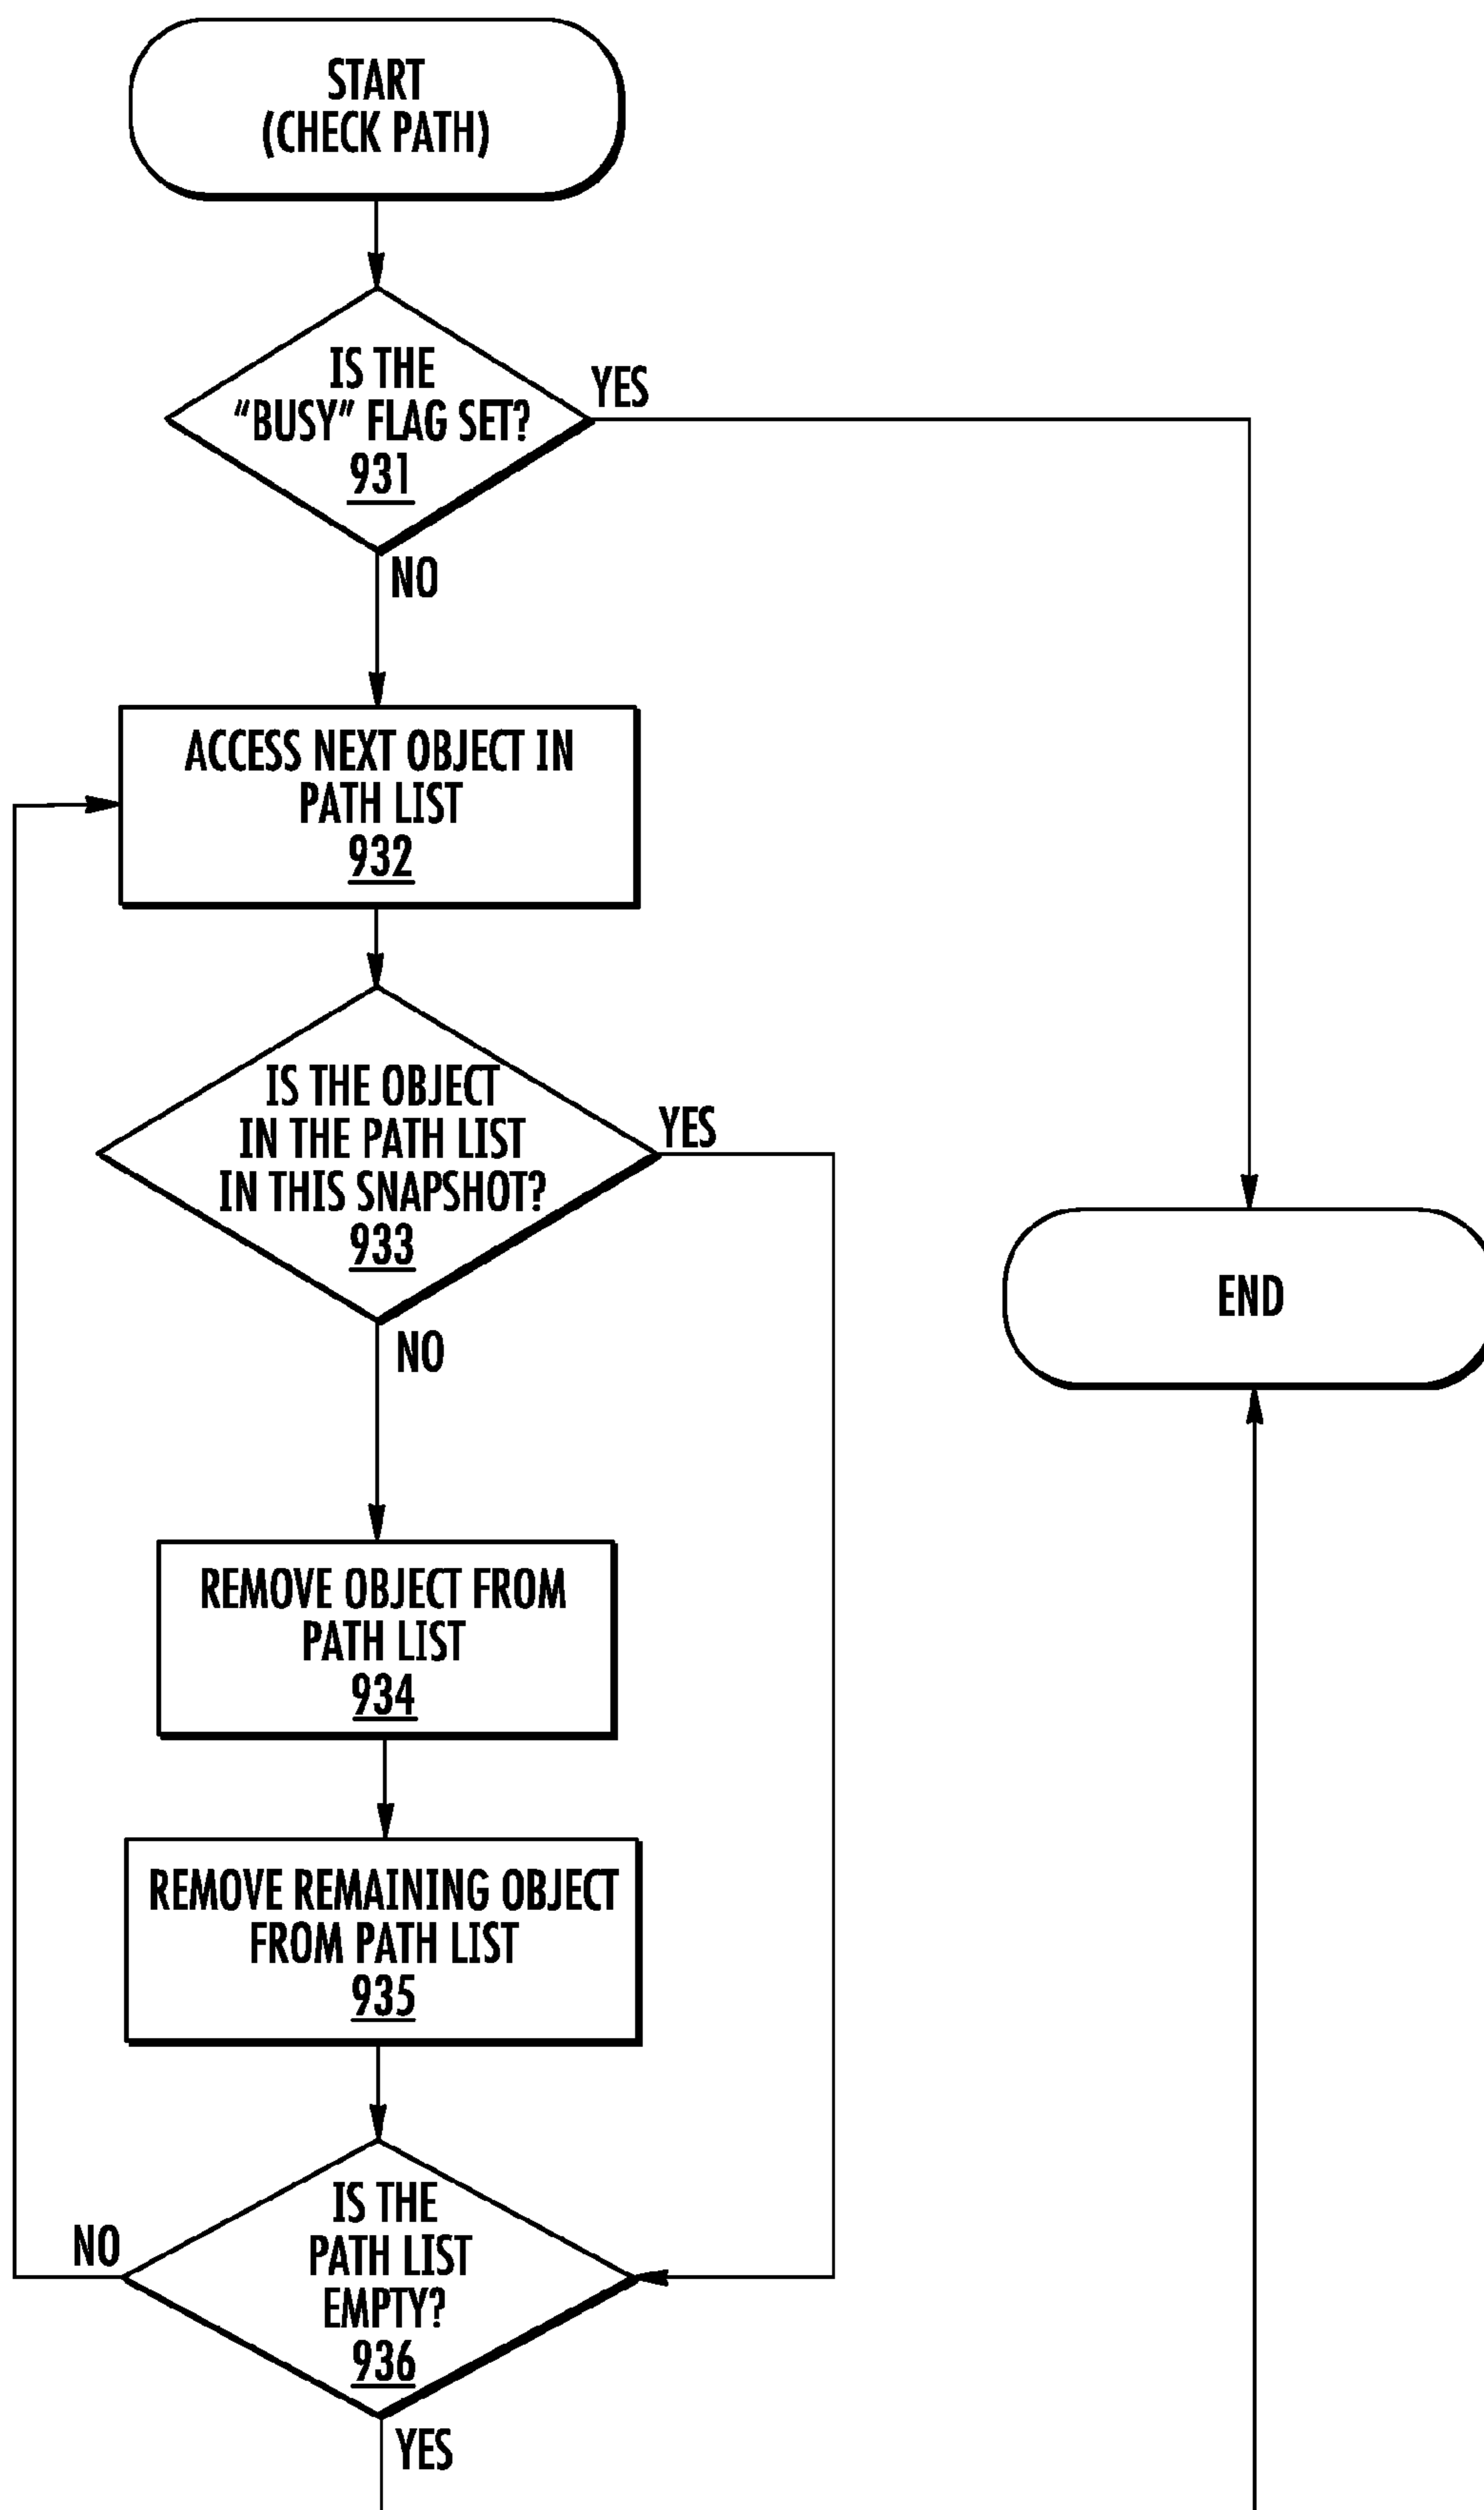 START
(CHECK PATH)
IS THE
"BUSY" FLAG SET?
931
YES
NO
ACCESS NEXT OBJECT IN
PATH LIST
932
IS THE OBJECT
IN THE PATH LIST
IN THIS SNAPSHOT?
933
YES
NO
END
REMOVE OBJECT FROM
PATH LIST
934
REMOVE REMAINING OBJECT
FROM PATH LIST
935
IS THE
PATH LIST
EMPTY?
936
NO
YES